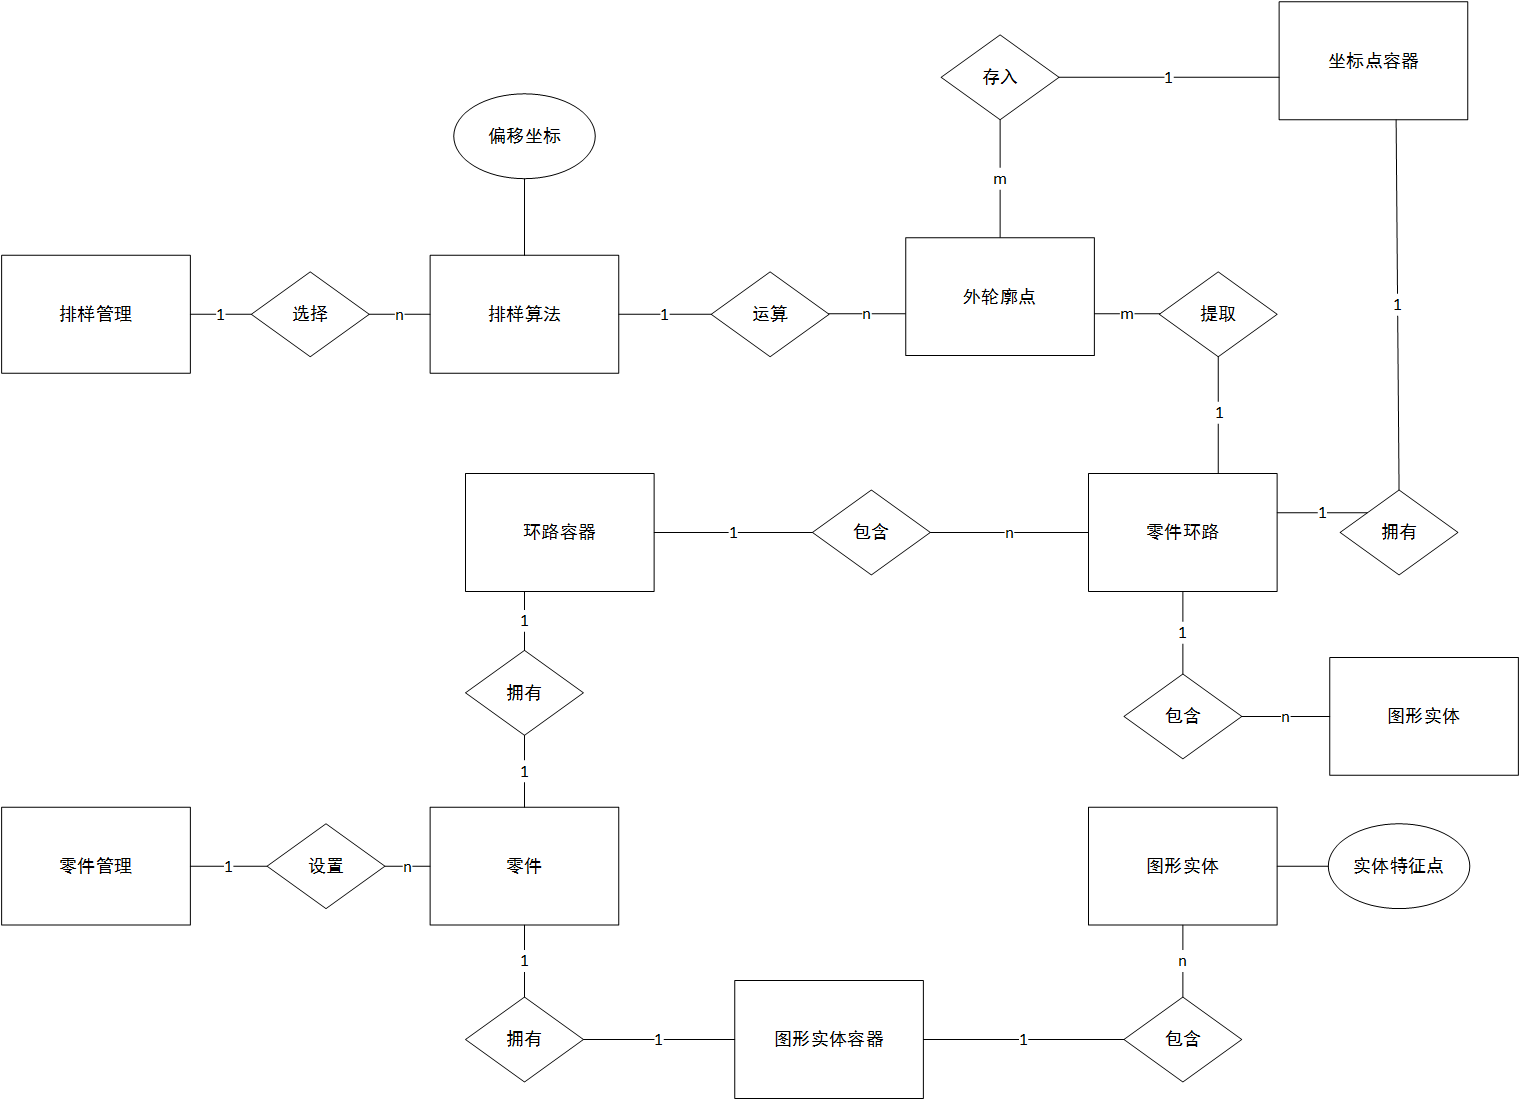 坐标点容器
存入
1
偏移坐标
m
排样管理
1
选择
n
排样算法
1
运算
n
外轮廓点
m
提取
1
1
环路容器
1
包含
n
零件环路
1
拥有
1
拥有
1
1
包含
n
图形实体
零件管理
1
设置
n
零件
图形实体
实体特征点
1
n
拥有
1
图形实体容器
1
包含